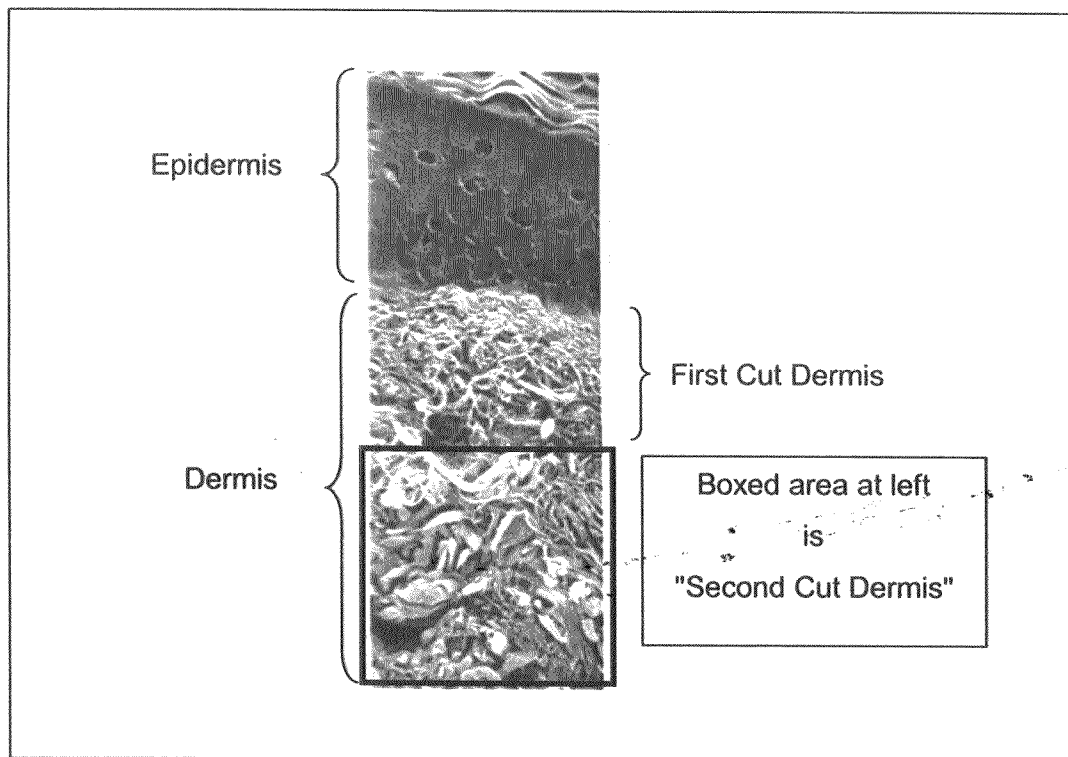 Epidermis
First Cut Dermis
Dermis
Boxed area at left
is
"Second Cut Dermis"